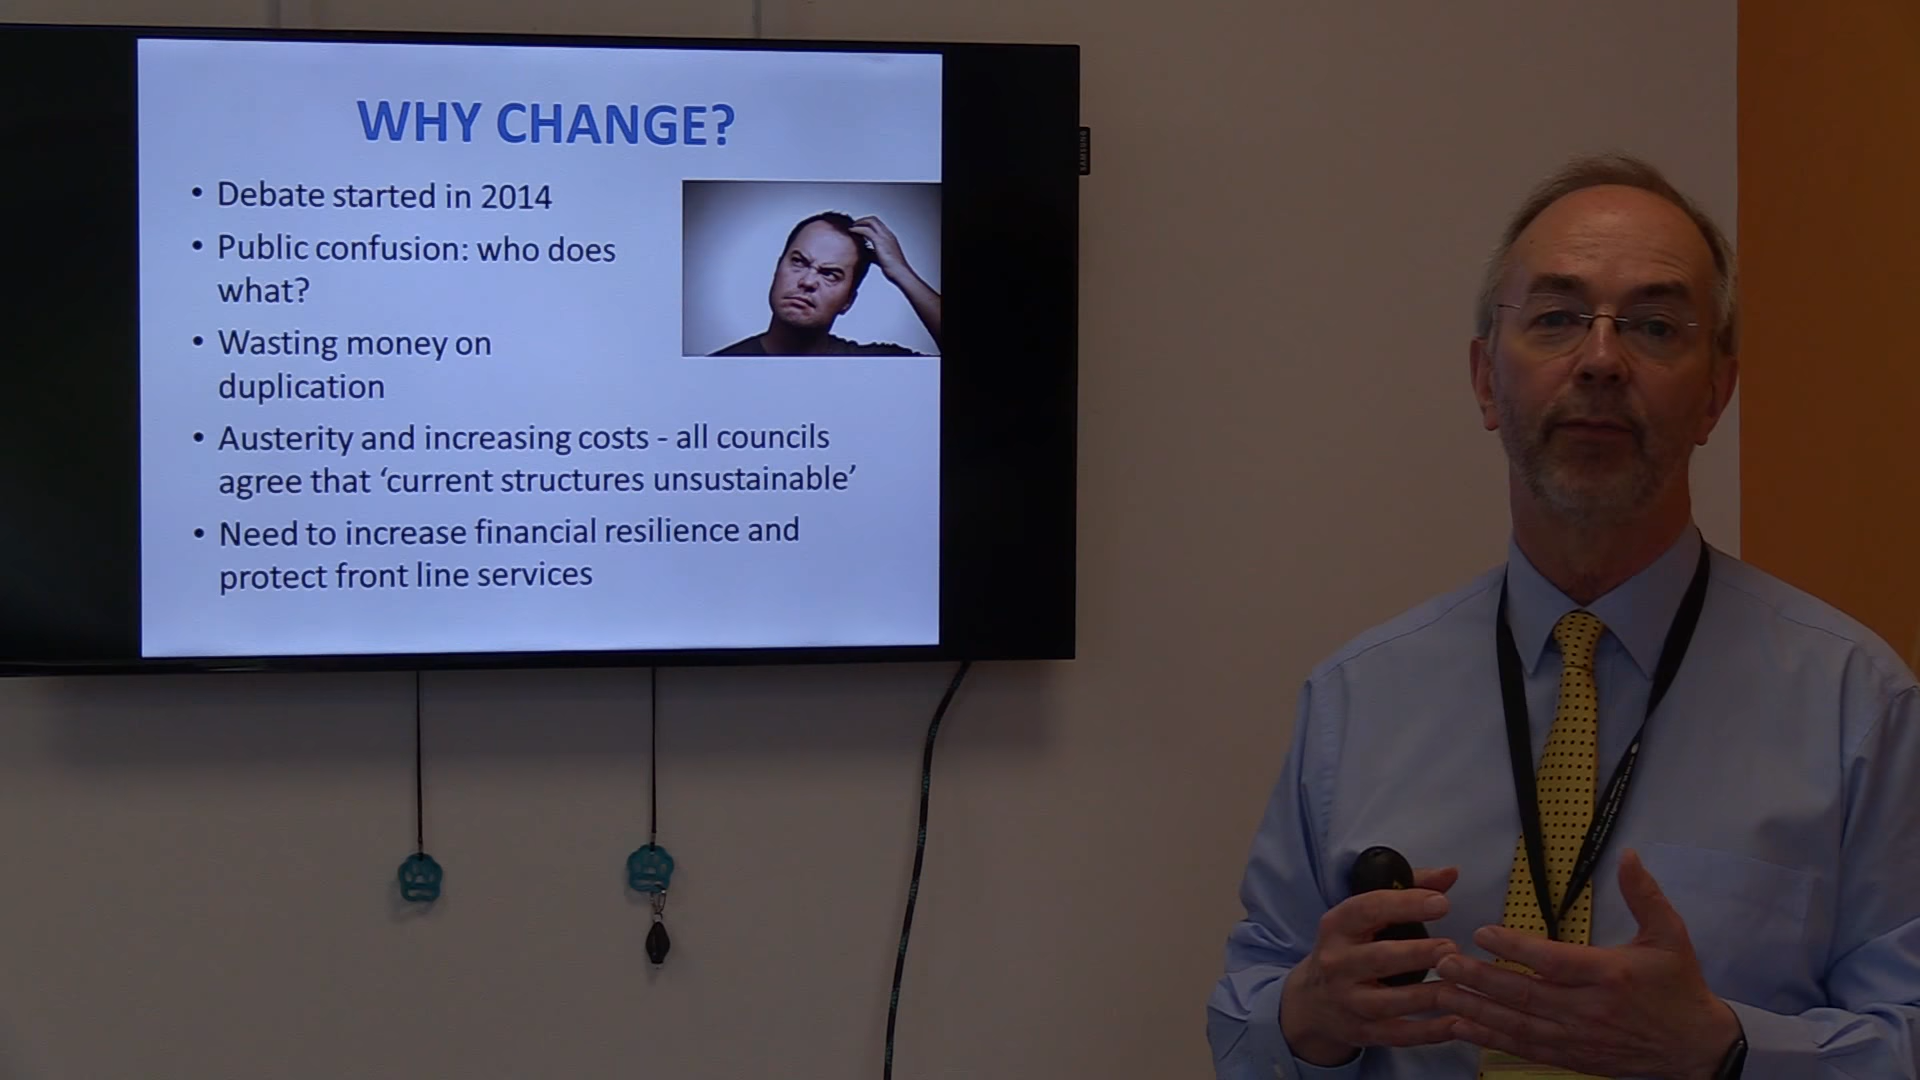 WHY CHANGE?
• Debate started in 2014
• Public confusion: who does
what?
• Wasting money on
duplication
• Austerity and increasing costs - all councils
agree that ‘current structures unsustainable’
• Need to increase financial resilience and
protect front line services
SAMSUNG